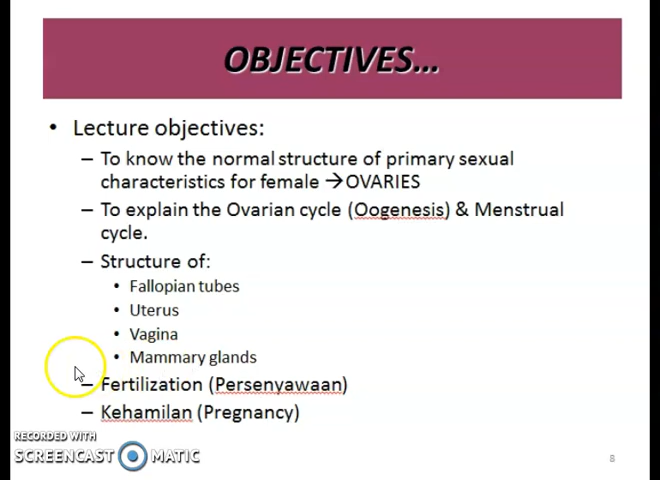 OBJECTIVES...
• Lecture objectives:
– To know the normal structure of primary sexual
characteristics for female →OVARIES
– To explain the Ovarian cycle (Oogenesis) & Menstrual
cycle.
– Structure of:
• Fallopian tubes
• Uterus
• Vagina
• Mammary glands
– Fertilization (Persenyawaan)
– Kehamilan (Pregnancy)
RECORDED WITH
SCREENCAST MATIC
8